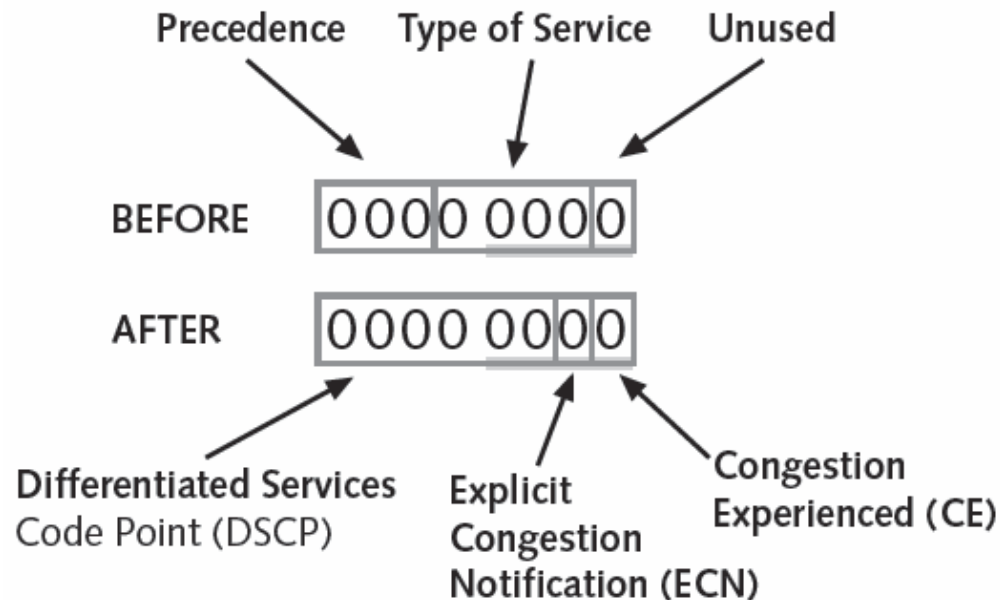 Precedence Type of Service Unused
BEFORE 0000 0000
AFTER 0000 0000
Differentiated Services
Code Point (DSCP)
Explicit
Congestion
Notification (ECN)
Congestion
Experienced (CE)